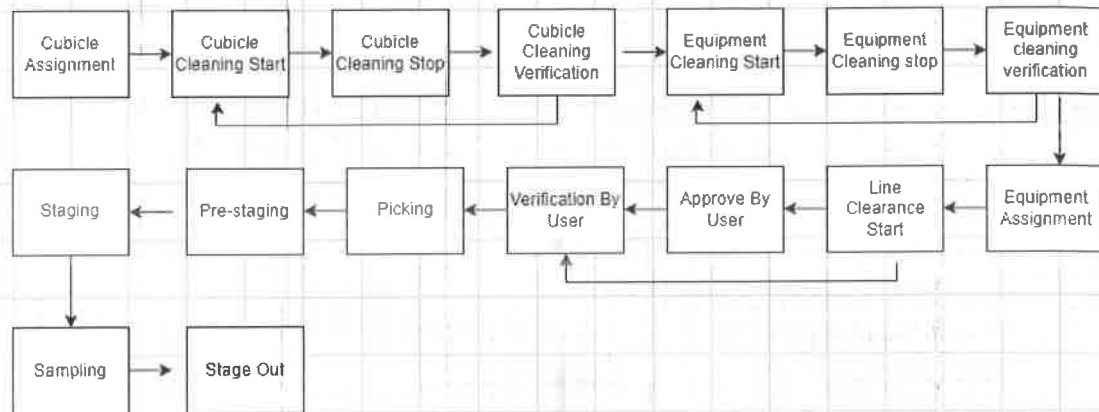 Cubicle
Assignment
Cubicle
Cleaning Start
Cubicle
Cleaning Stop
Cubicle
Cleaning
Verification
Equipment
Cleaning Start
Equipment
Cleaning stop
Equipment
cleaning
verification
Staging
Pre-staging
Picking
Verification By
User
Approve By
User
Line
Clearance
Start
Equipment
Assignment
Sampling
Stage Out